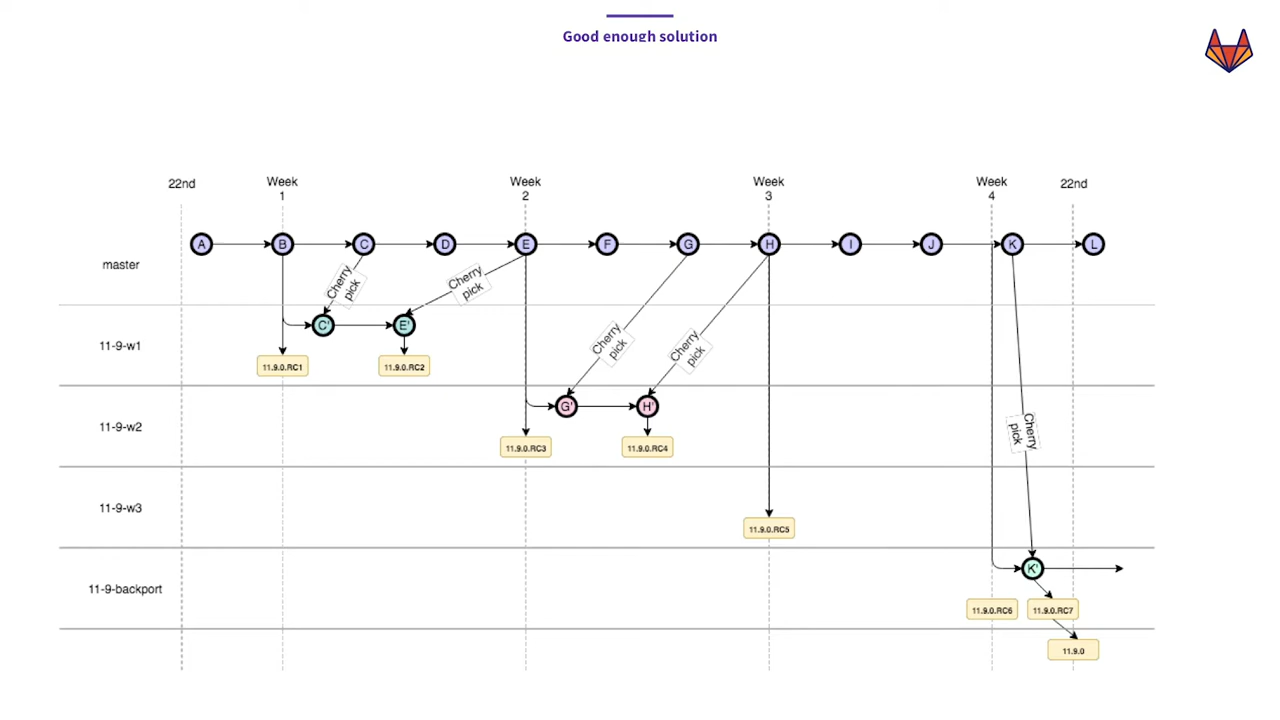 Good enough solution
22nd
Week
1
Week
2
Week
3
Week
4
22nd
A
B
C
D
E
F
G
H
I
J
K
L
master
Cherry
pick
Cherry
pick
Cherry
pick
Cherry
pick
Cherry
pick
11-9-w1
C'
E'
11.9.0.RC1
11.9.0.RC2
11-9-w2
G'
H'
11.9.0.RC3
11.9.0.RC4
11-9-w3
11.9.0.RC5
11-9-backport
K'
11.9.0.RC6
11.9.0.RC7
11.9.0